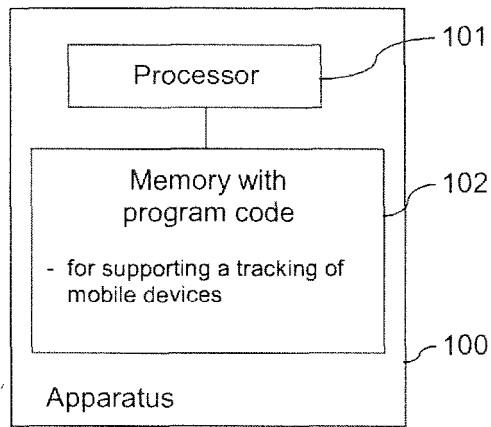 101
Processor
Memory with
program code
102
- for supporting a tracking of
mobile devices
100
Apparatus